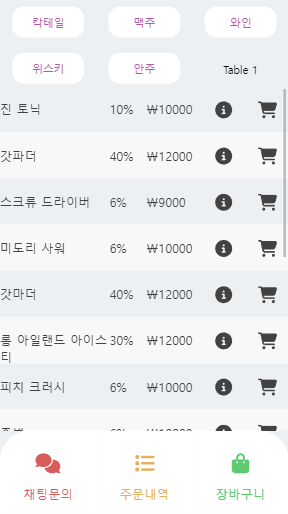 칵테일 맥주 와인
위스키 안주 Table 1
진 토닉 10% ₩10000
갓파더 40% ₩12000
스크류 드라이버 6% ₩9000
미도리 사워 6% ₩10000
갓마더 40% ₩12000
롱 아일랜드 아이스 30% ₩12000
티
피치 크러시 6% ₩10000
채팅문의 주문내역 장바구니